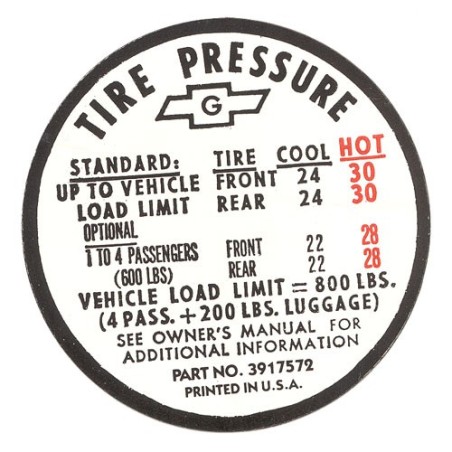 TIRE PRESSURE
G
STANDARD: TIRE COOL HOT
UP TO VEHICLE FRONT 24 30
LOAD LIMIT REAR 24 30
OPTIONAL
1 TO 4 PASSENGERS FRONT 22 28
(600 LBS) REAR 22 28
VEHICLE LOAD LIMIT = 800 LBS.
(4 PASS. + 200 LBS. LUGGAGE)
SEE OWNER'S MANUAL FOR
ADDITIONAL INFORMATION
PART NO. 3917572
PRINTED IN U.S.A.